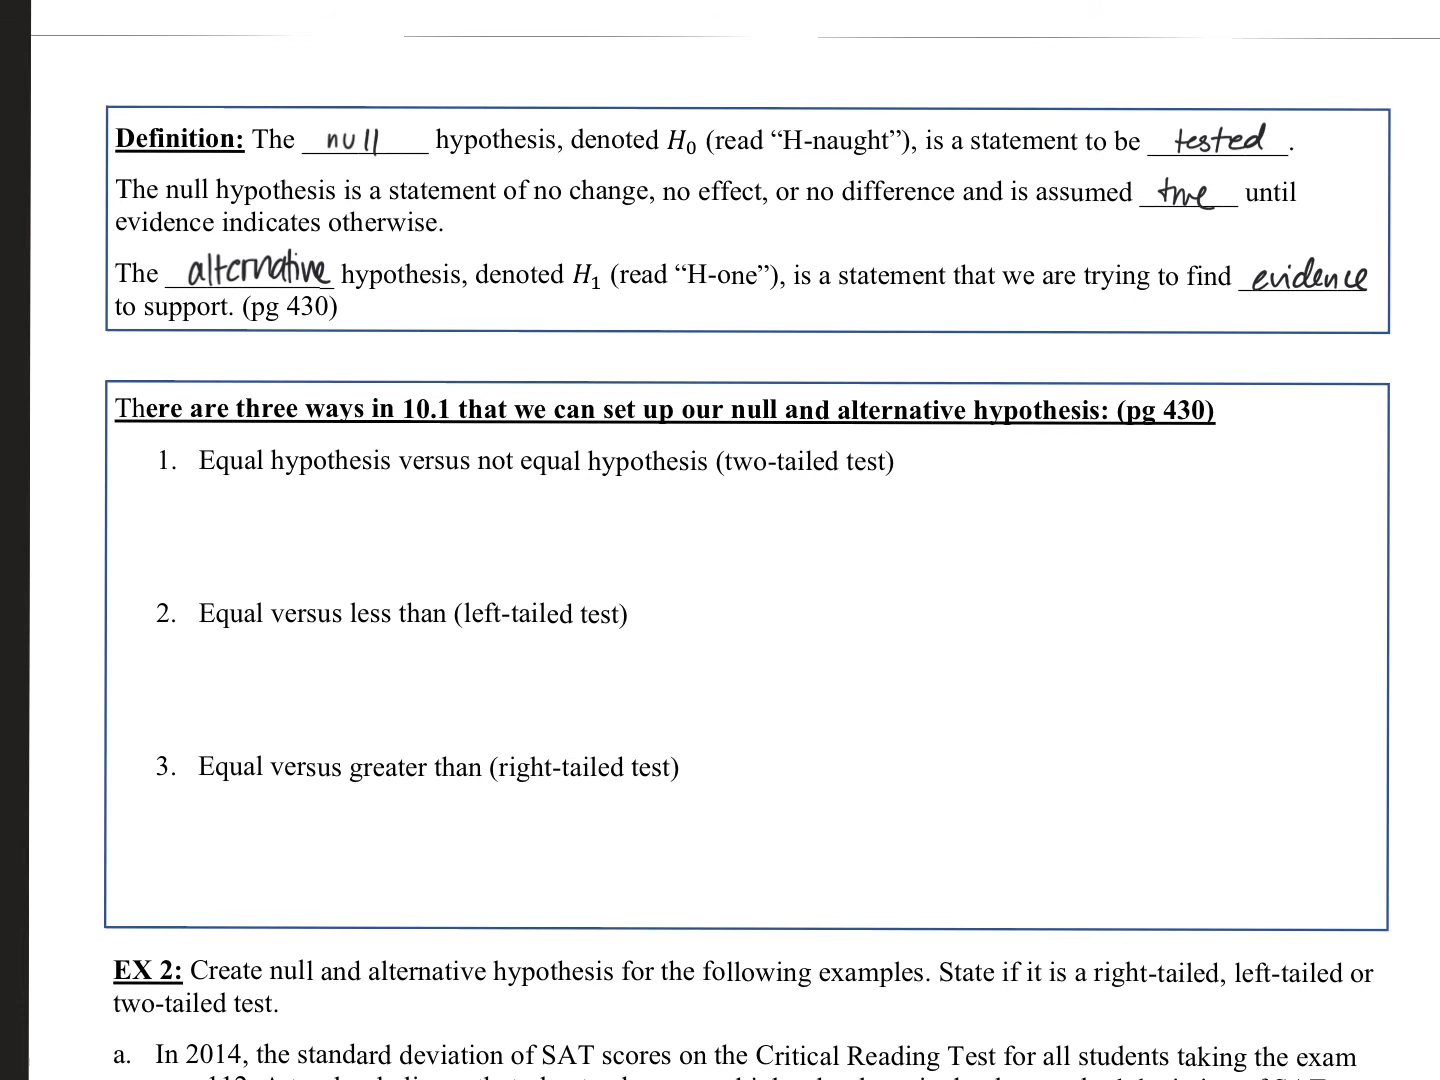 Definition: The null hypothesis, denoted H₀ (read “H-naught”), is a statement to be tested.
The null hypothesis is a statement of no change, no effect, or no difference and is assumed true until
evidence indicates otherwise.
The alternative hypothesis, denoted H₁ (read “H-one”), is a statement that we are trying to find evidence
to support. (pg 430)
There are three ways in 10.1 that we can set up our null and alternative hypothesis: (pg 430)
1. Equal hypothesis versus not equal hypothesis (two-tailed test)
2. Equal versus less than (left-tailed test)
3. Equal versus greater than (right-tailed test)
EX 2: Create null and alternative hypothesis for the following examples. State if it is a right-tailed, left-tailed or
two-tailed test.
a. In 2014, the standard deviation of SAT scores on the Critical Reading Test for all students taking the exam